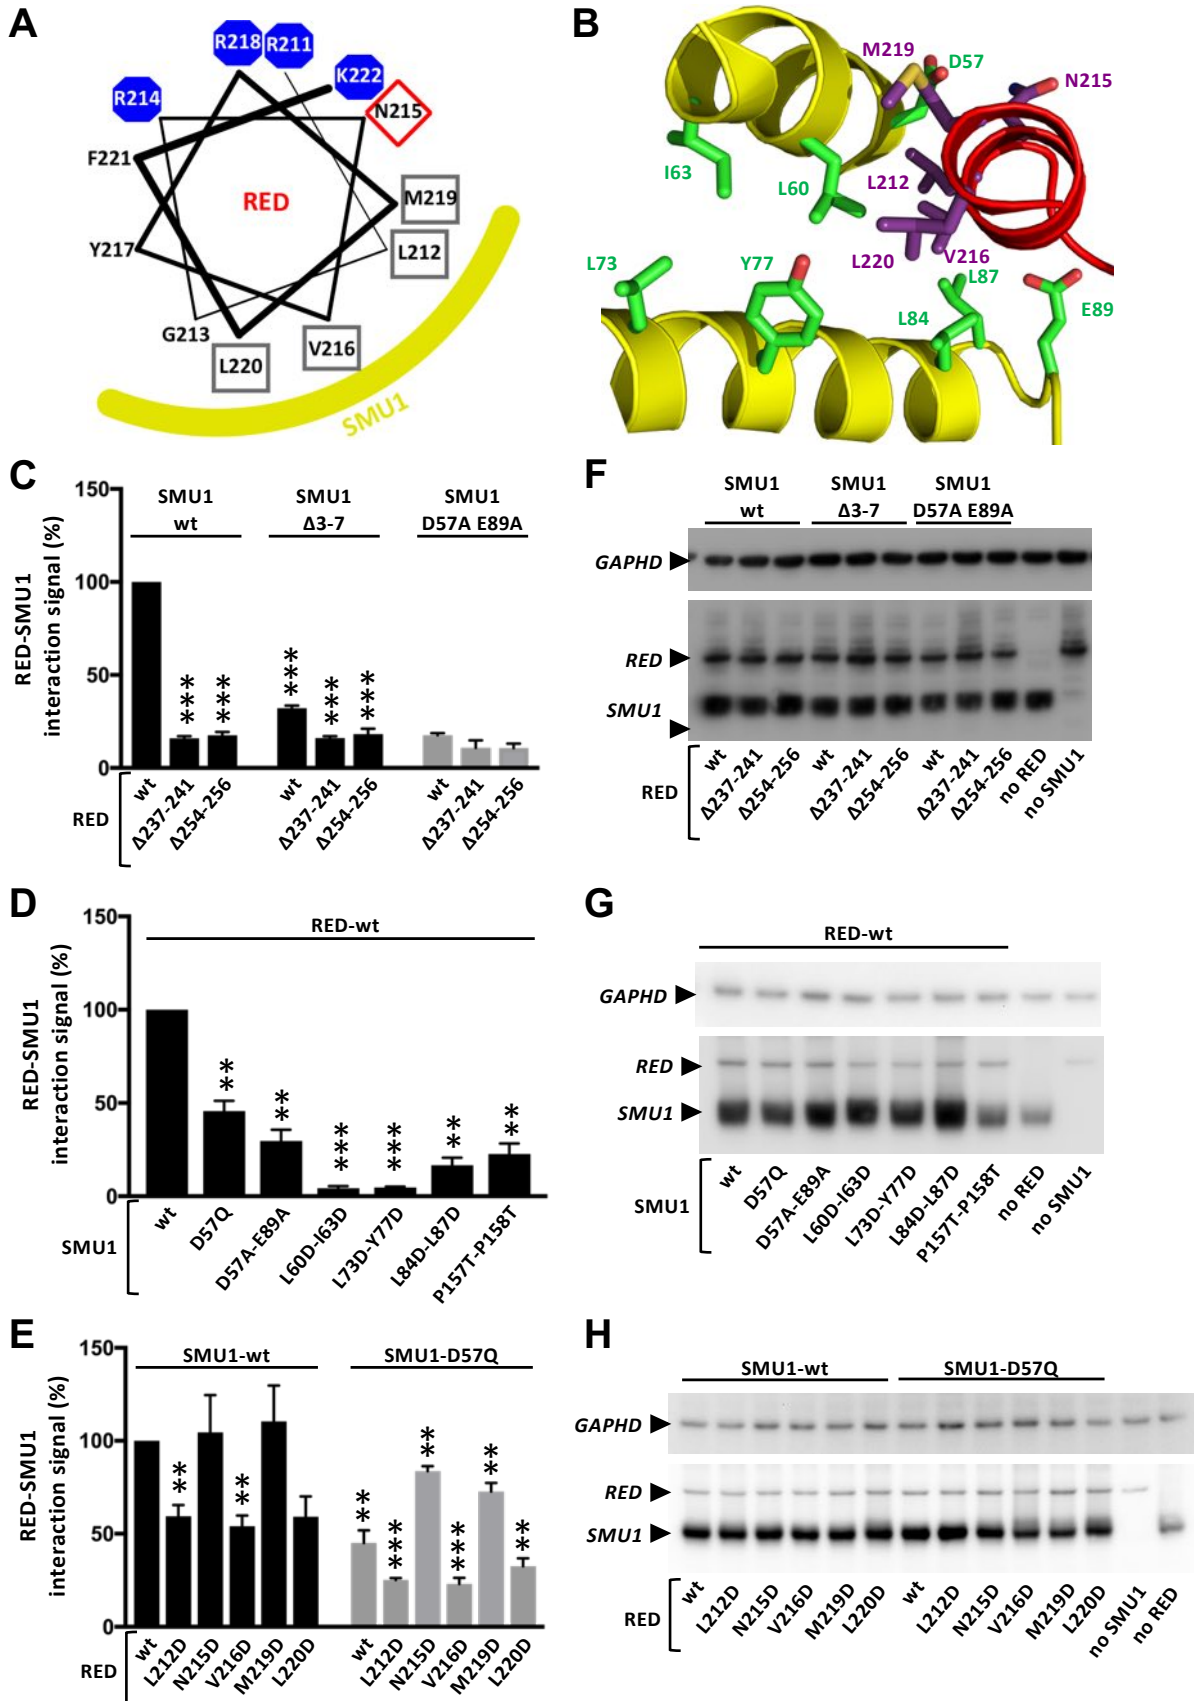 A
R218
R211
K222
R214
N215
F221
RED
M219
Y217
L212
G213
V216
L220
SMU1
B
M219
D57
N215
I63
L60
L212
L73
Y77
L220
V216
L87
L84
E89
C
150
100
50
0
RED-SMU1
interaction signal (%)
SMU1
wt
SMU1
Δ3-7
SMU1
D57A E89A
***
***
***
***
***
RED
wt
Δ237-241
Δ254-256
wt
Δ237-241
Δ254-256
wt
Δ237-241
Δ254-256
F
SMU1
wt
SMU1
Δ3-7
SMU1
D57A E89A
GAPHD
RED
SMU1
RED
wt
Δ237-241
Δ254-256
wt
Δ237-241
Δ254-256
wt
Δ237-241
Δ254-256
no RED
no SMU1
D
150
100
50
0
RED-SMU1
interaction signal (%)
RED-wt
**
**
***
***
**
**
SMU1
wt
D57Q
D57A-E89A
L60D-I63D
L73D-Y77D
L84D-L87D
P157T-P158T
G
RED-wt
GAPHD
RED
SMU1
SMU1
wt
D57Q
D57A-E89A
L60D-I63D
L73D-Y77D
L84D-L87D
P157T-P158T
no RED
no SMU1
E
150
100
50
0
RED-SMU1
interaction signal (%)
SMU1-wt
SMU1-D57Q
**
**
**
***
**
***
**
**
RED
wt
L212D
N215D
V216D
M219D
L220D
wt
L212D
N215D
V216D
M219D
L220D
H
SMU1-wt
SMU1-D57Q
GAPHD
RED
SMU1
RED
wt
L212D
N215D
V216D
M219D
L220D
wt
L212D
N215D
V216D
M219D
L220D
no SMU1
no RED